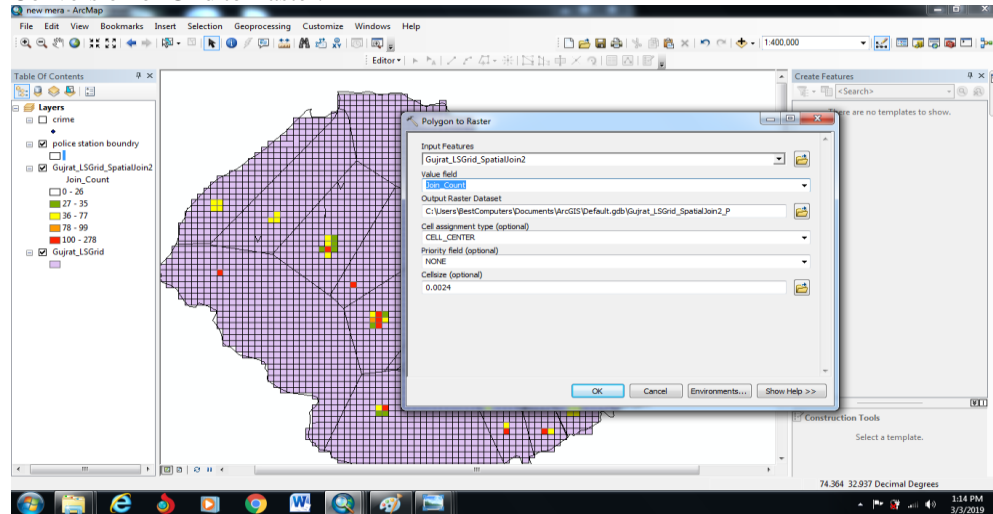 new mera - ArcMap
File Edit View Bookmarks Insert Selection Geoprocessing Customize Windows Help
1:400,000
Editor
Table Of Contents
Layers
crime
police station boundry
Gujrat_LSGrid_SpatialJoin2
Join_Count
0 - 26
27 - 35
36 - 77
78 - 99
100 - 278
Gujrat_LSGrid
Polygon to Raster
Input Features
Gujrat_LSGrid_SpatialJoin2
Value field
Join_Count
Output Raster Dataset
C:\Users\BestComputers\Documents\ArcGIS\Default.gdb\Gujrat_LSGrid_SpatialJoin2_P
Cell assignment type (optional)
CELL_CENTER
Priority field (optional)
NONE
Cellsize (optional)
0.0024
OK Cancel Environments... Show Help >>
Create Features
<Search>
There are no templates to show.
Construction Tools
Select a template.
74.364 32.937 Decimal Degrees
1:14 PM
3/3/2019